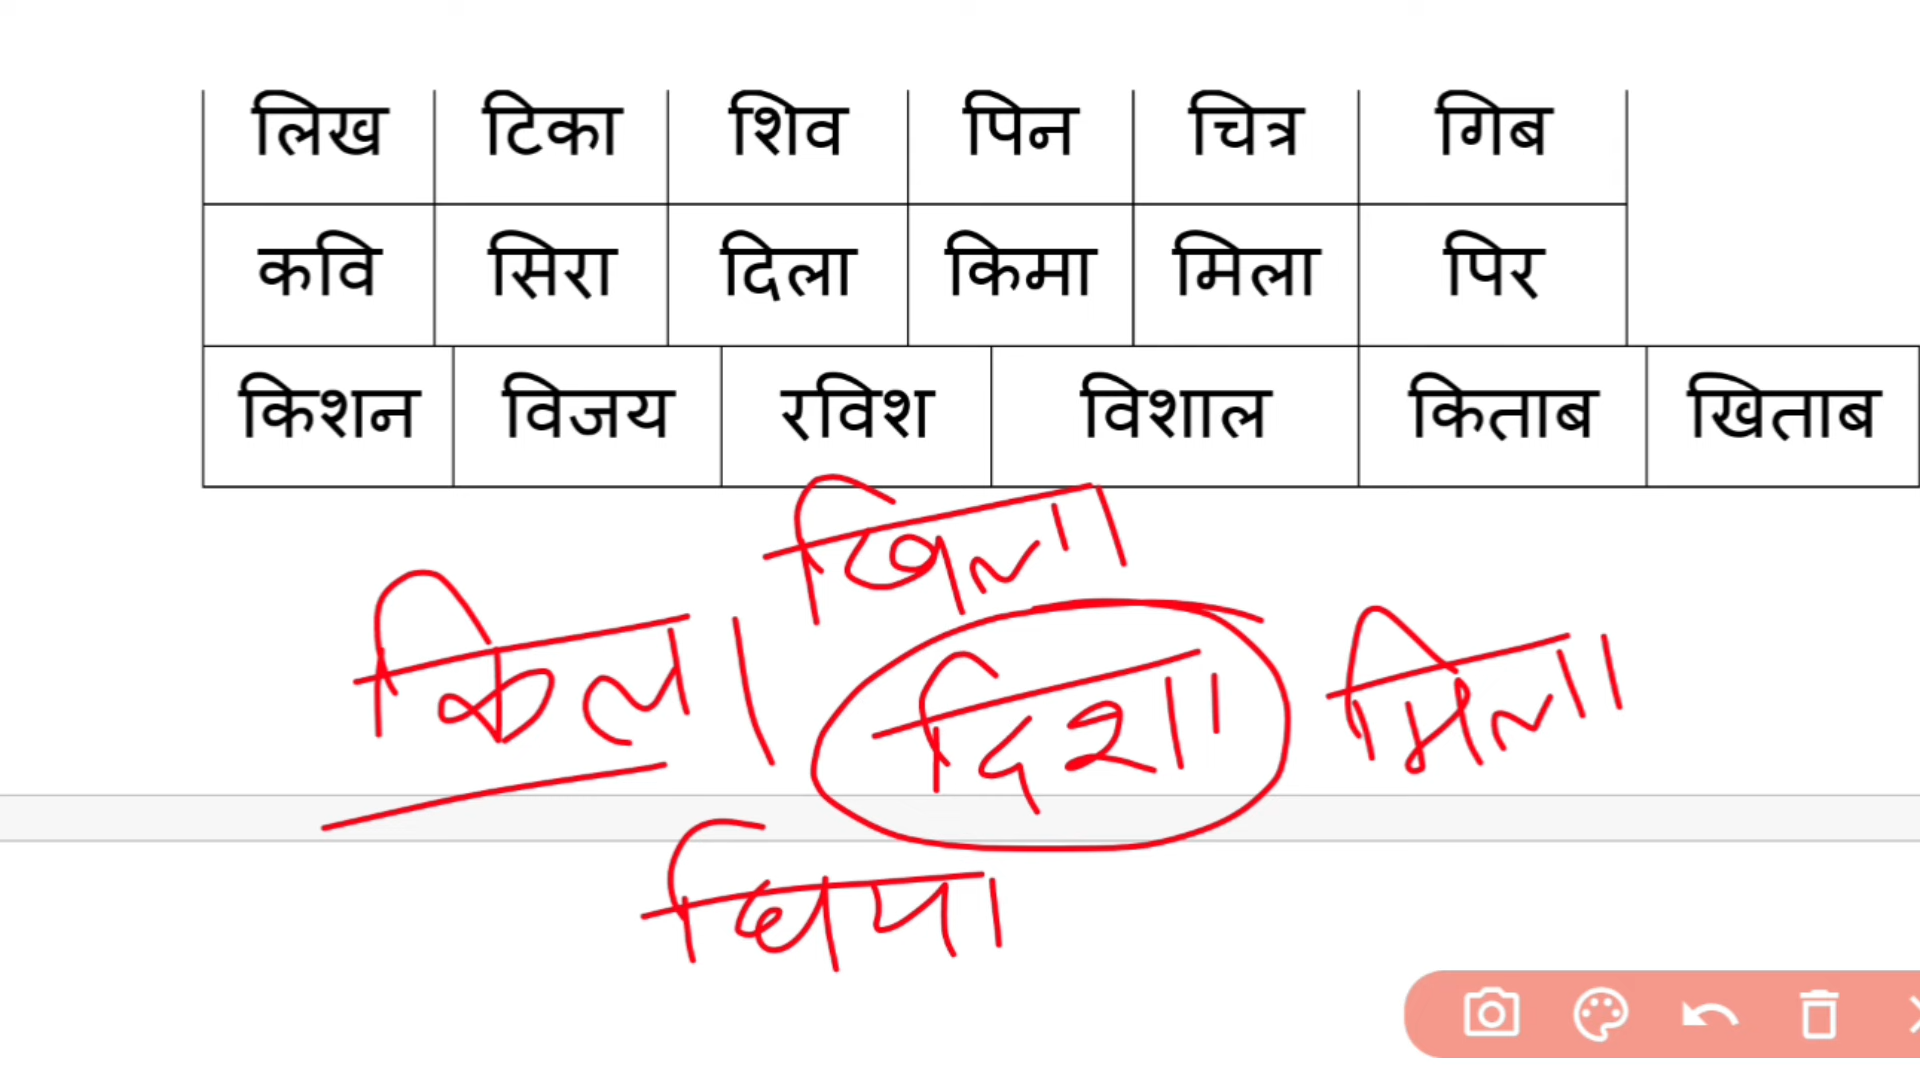 लिख टिका शिव पिन चित्र गिब
कवि सिरा दिला किमा मिला पिर
किशन विजय रविश विशाल किताब खिताब
खिला
किला दिशा मिला